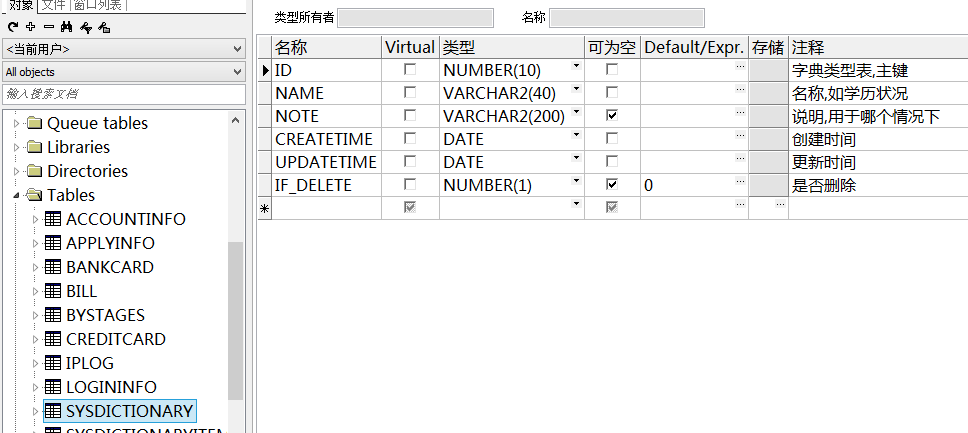 对象 文件 窗口列表
<当前用户>
All objects
输入搜索文档
Queue tables
Libraries
Directories
Tables
ACCOUNTINFO
APPLYINFO
BANKCARD
BILL
BYSTAGES
CREDITCARD
IPLOG
LOGININFO
SYSDICTIONARY
SYSDICTIONARYITEM
类型所有者 名称
名称 Virtual 类型 可为空 Default/Expr. 存储 注释
ID NUMBER(10) 字典类型表,主键
NAME VARCHAR2(40) 名称,如学历状况
NOTE VARCHAR2(200) 说明,用于哪个情况下
CREATETIME DATE 创建时间
UPDATETIME DATE 更新时间
IF_DELETE NUMBER(1) 0 是否删除